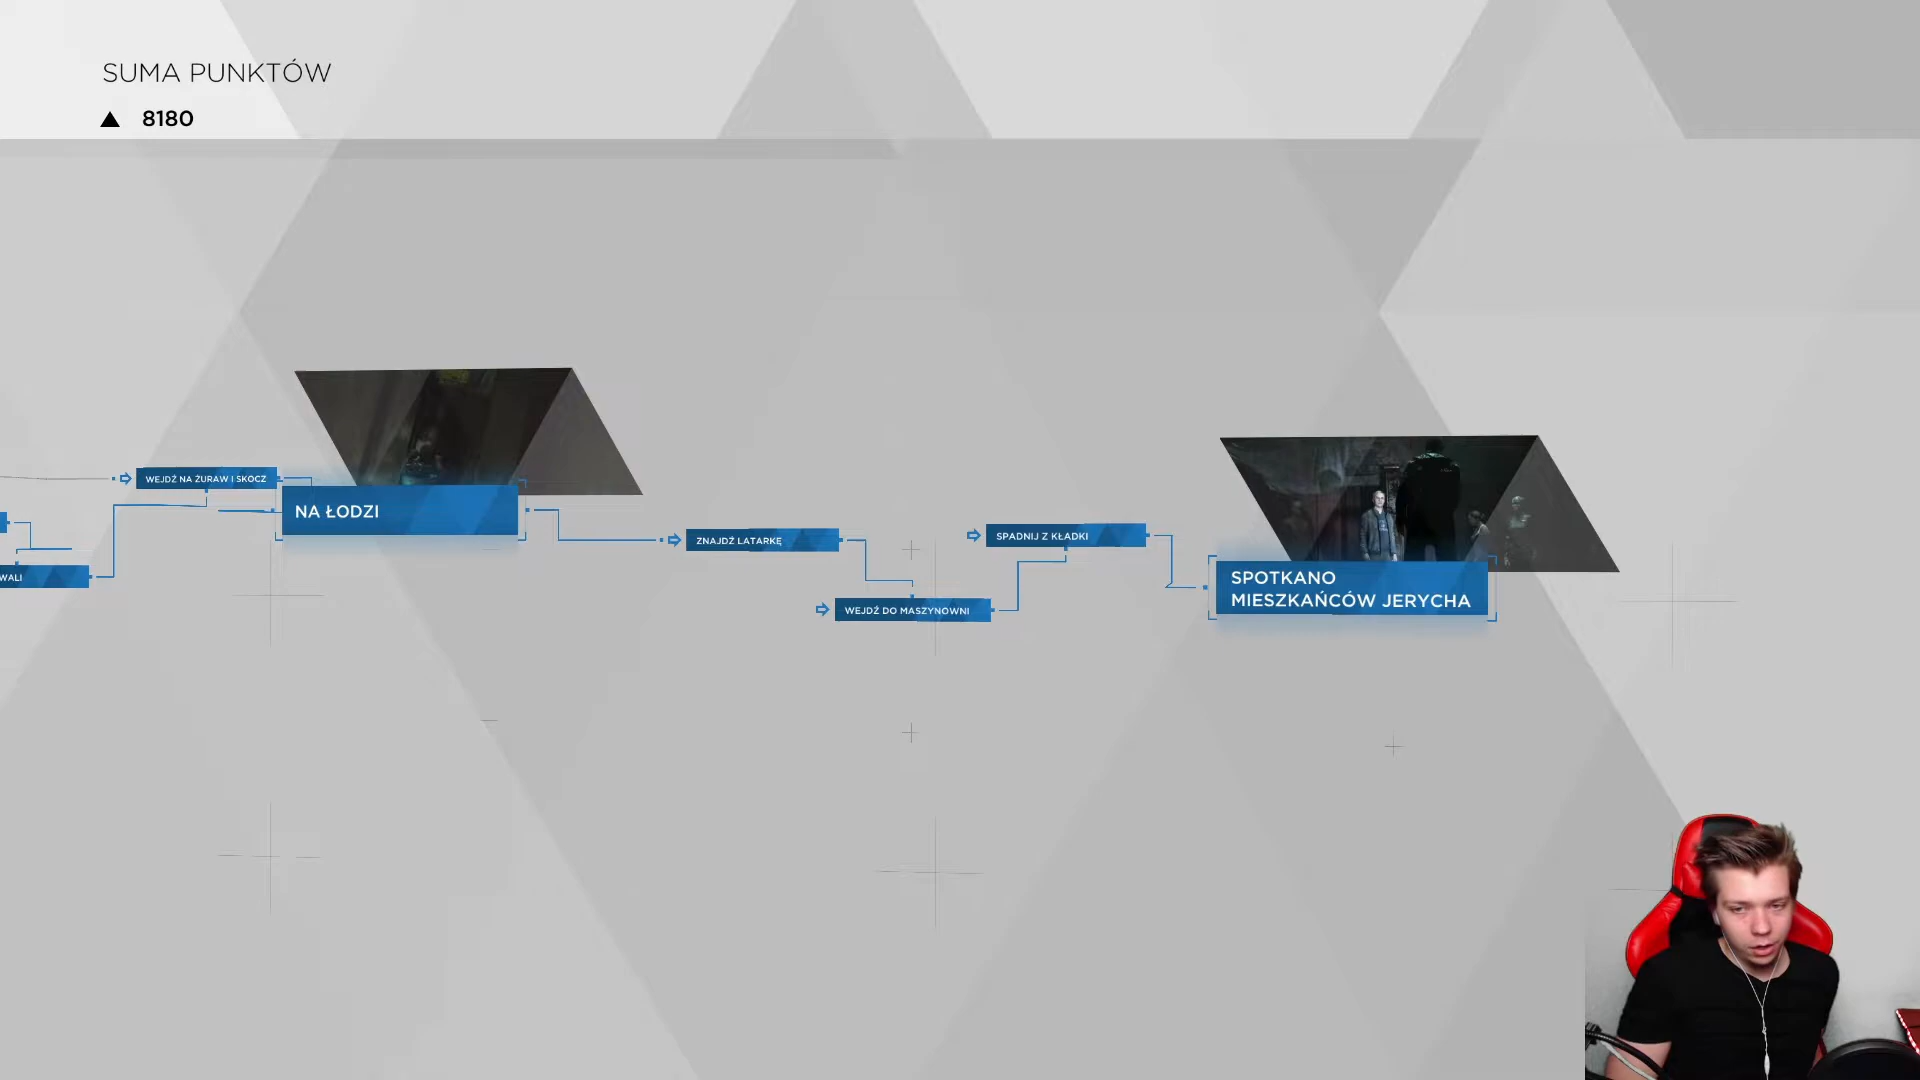 SUMA PUNKTÓW
8180
WEJDŹ NA ŻURAW I SKOCZ
NA ŁODZI
WALI
ZNAJDŹ LATARKĘ
WEJDŹ DO MASZYNOWNI
SPADNIJ Z KŁADKI
SPOTKANO
MIESZKAŃCÓW JERYCHA